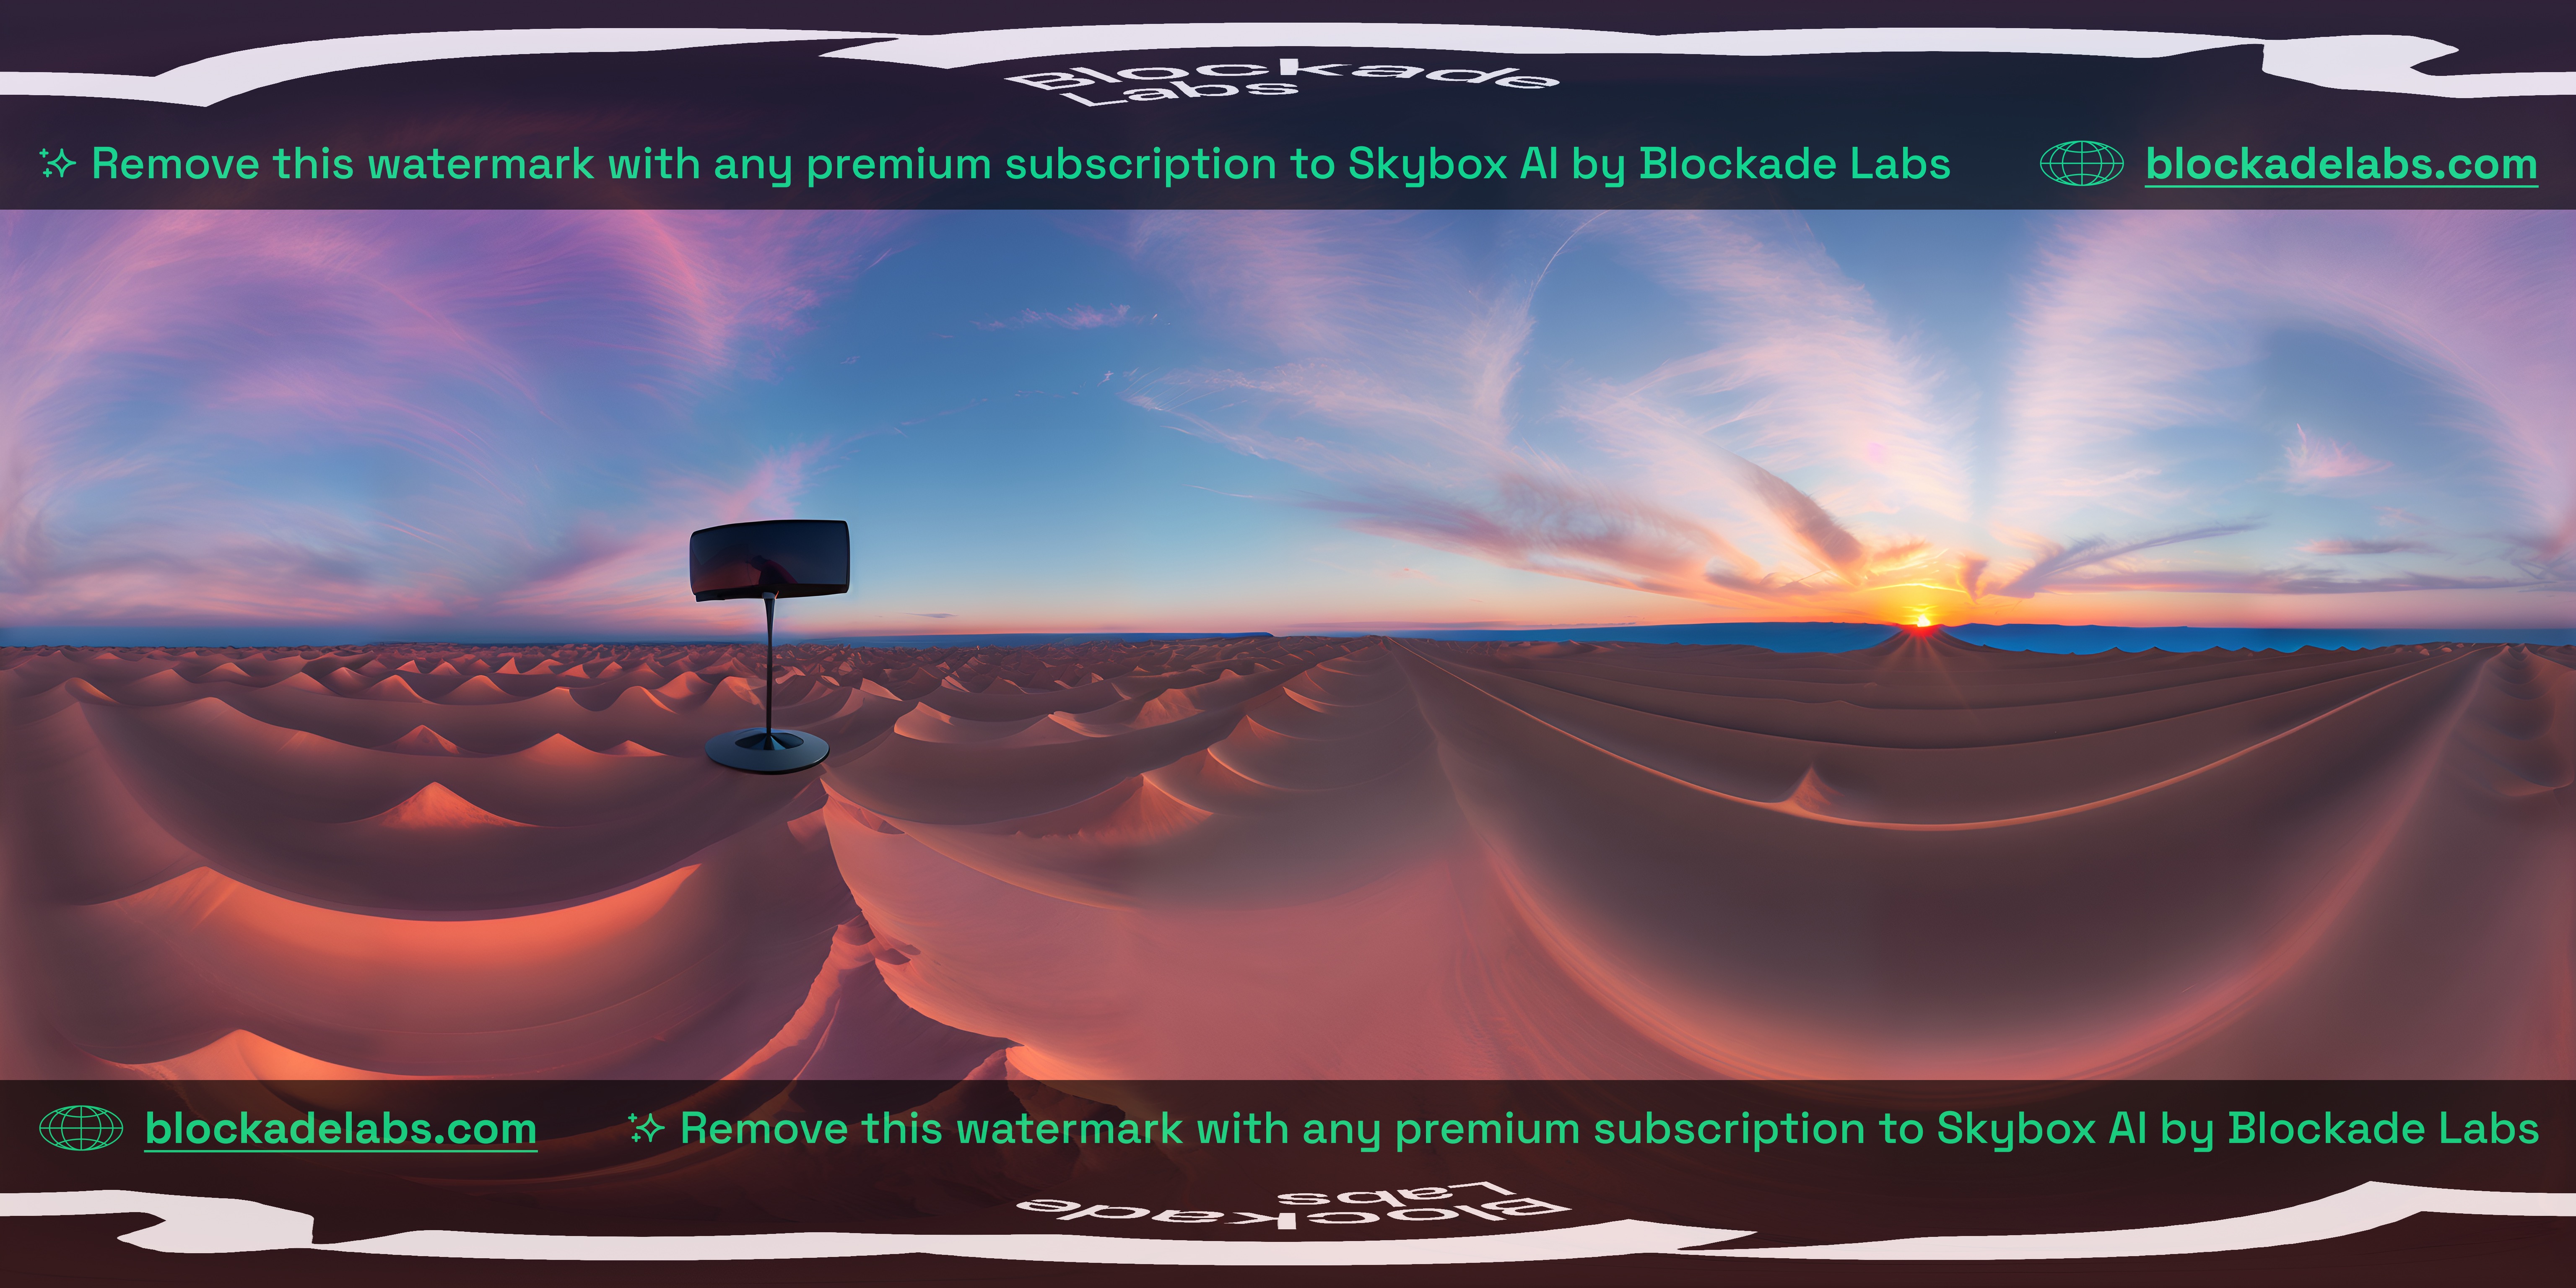 Blockade
Labs
Remove this watermark with any premium subscription to Skybox AI by Blockade Labs
blockadelabs.com
blockadelabs.com
Remove this watermark with any premium subscription to Skybox AI by Blockade Labs
Labs
Blockade